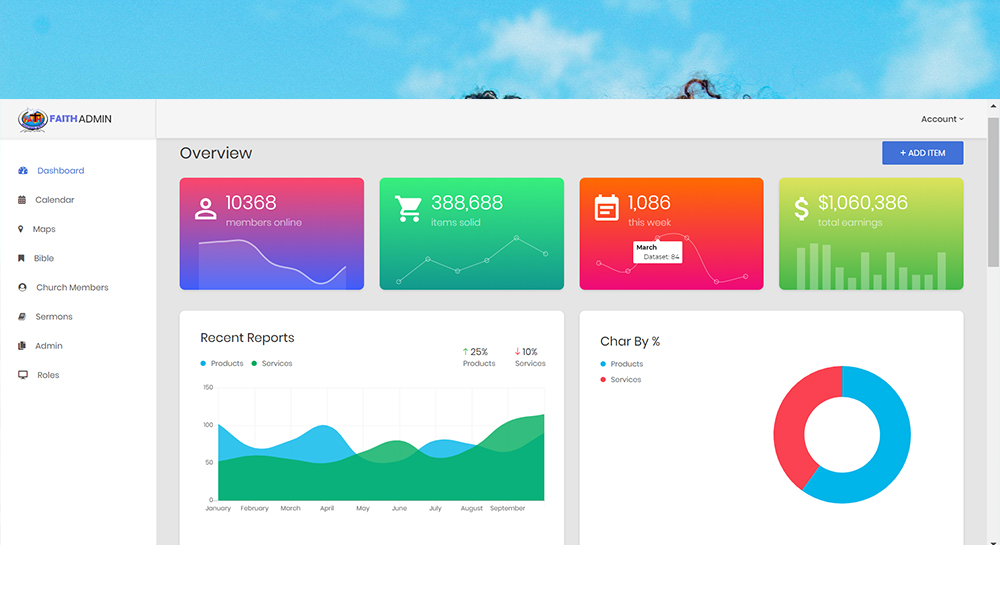 FAITH ADMIN
Account
Overview
+ ADD ITEM
Dashboard
Calendar
Maps
Bible
Church Members
Sermons
Admin
Roles
10368
members online
388,688
items solid
1,086
this week
March
Dataset: 84
$1,060,386
total earnings
Recent Reports
Products Services
↑25%
Products
↓10%
Services
150
100
50
0
January February March April May June July August September
Char By %
Products
Services